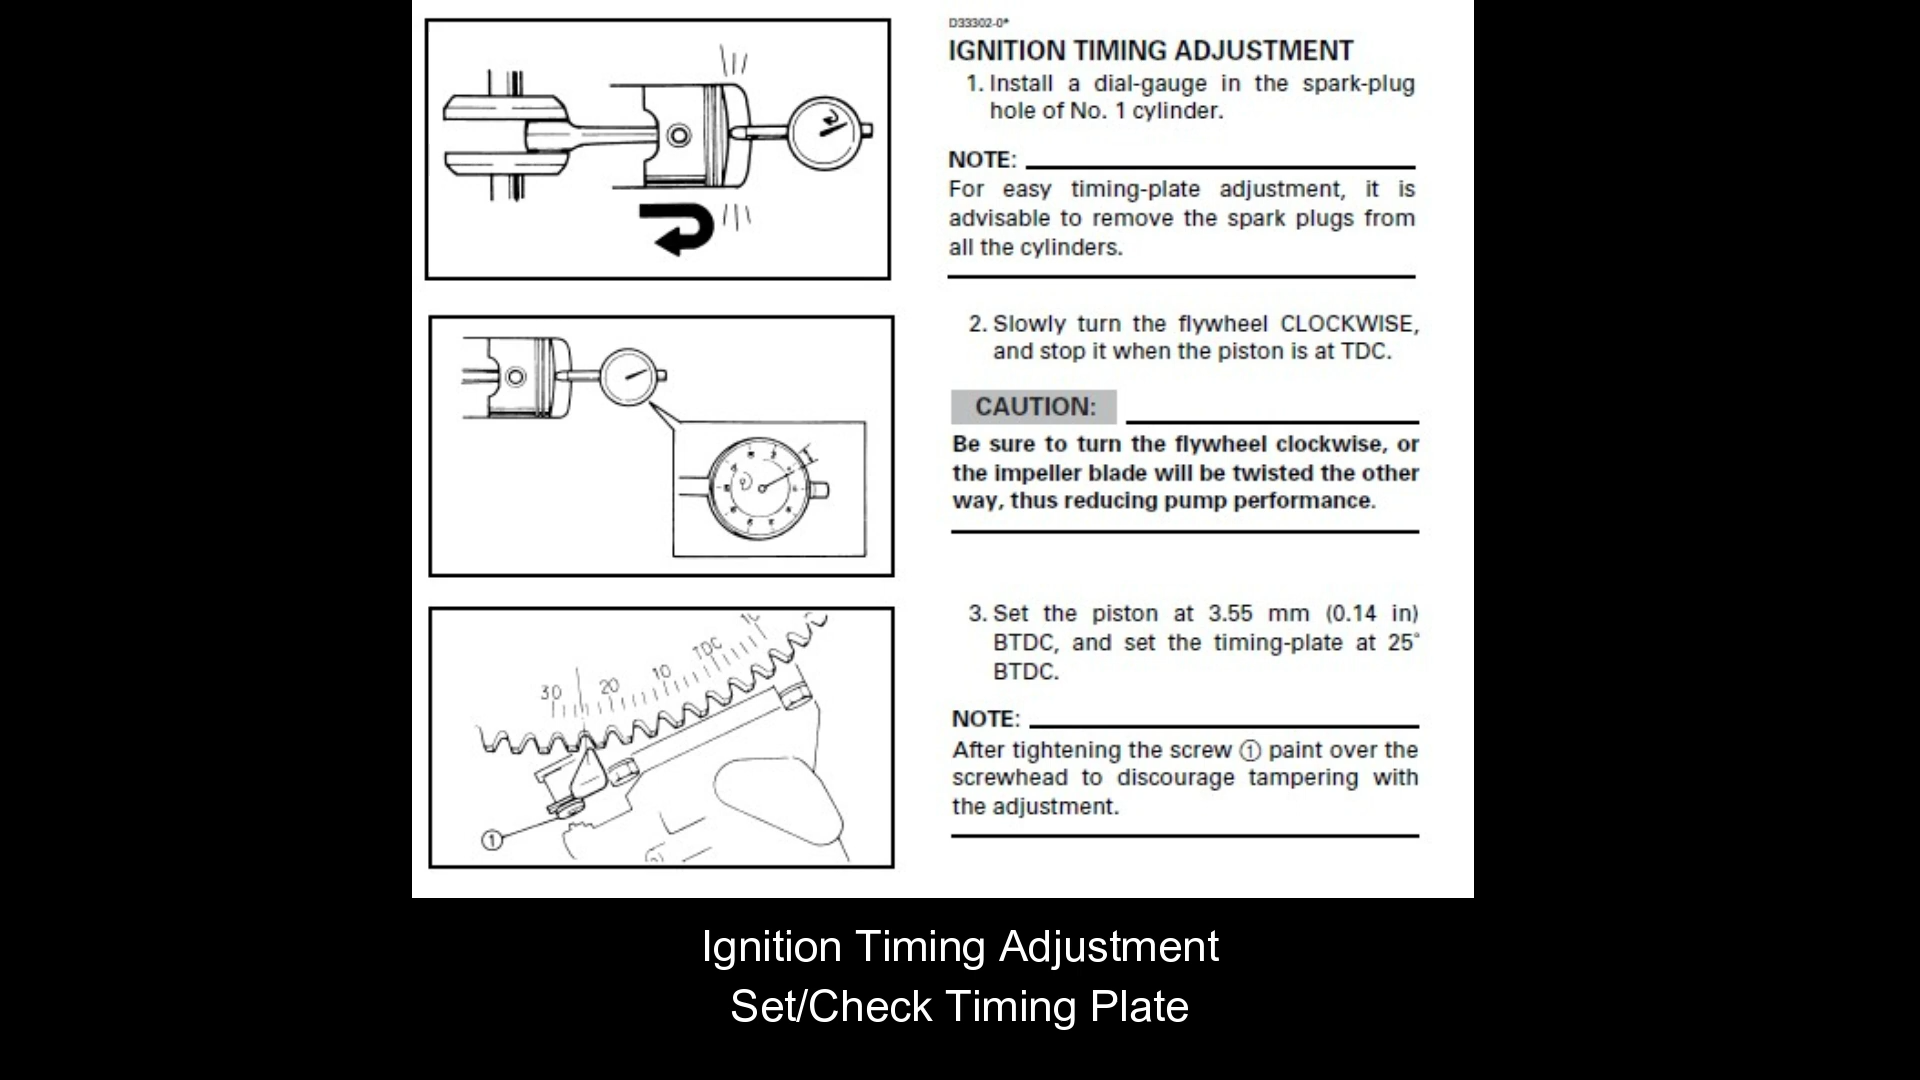 D33302-0*
IGNITION TIMING ADJUSTMENT
1. Install a dial-gauge in the spark-plug
hole of No. 1 cylinder.
NOTE:
For easy timing-plate adjustment, it is
advisable to remove the spark plugs from
all the cylinders.
2. Slowly turn the flywheel CLOCKWISE,
and stop it when the piston is at TDC.
CAUTION:
Be sure to turn the flywheel clockwise, or
the impeller blade will be twisted the other
way, thus reducing pump performance.
30 20 10 TDC
①
3. Set the piston at 3.55 mm (0.14 in)
BTDC, and set the timing-plate at 25°
BTDC.
NOTE:
After tightening the screw ① paint over the
screwhead to discourage tampering with
the adjustment.
Ignition Timing Adjustment
Set/Check Timing Plate